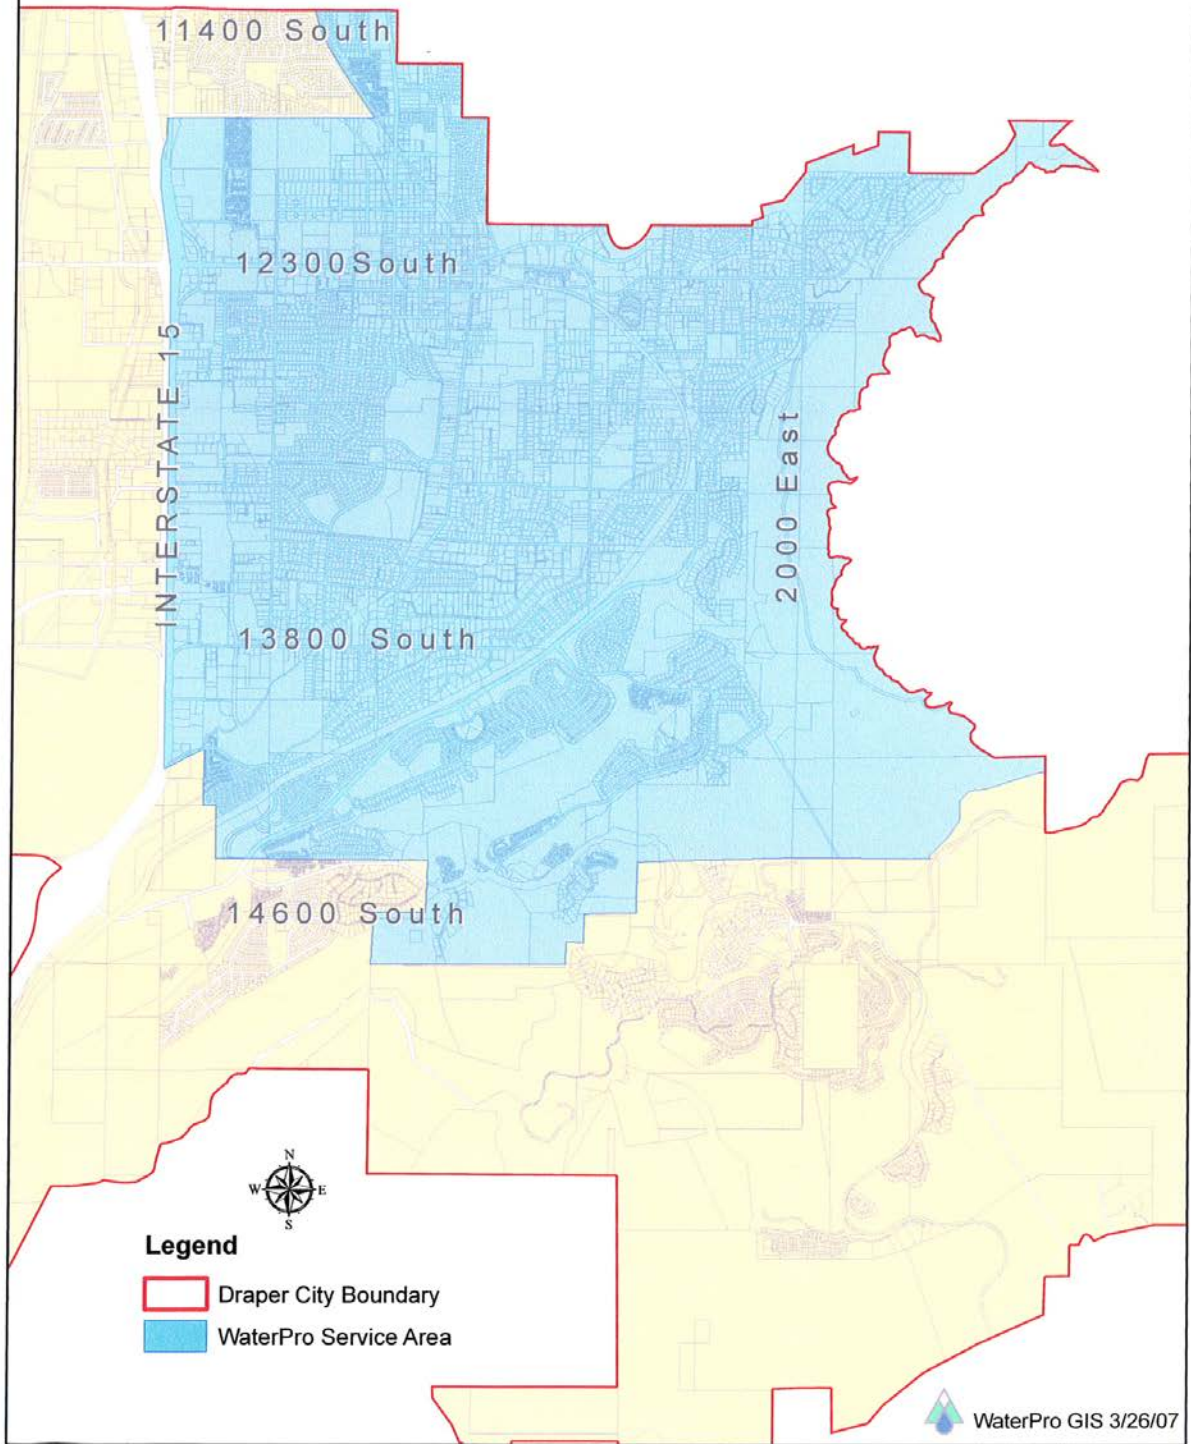 11400 South
12300South
INTERSTATE 15
2000 East
13800 South
14600 South
N
W
E
S
Legend
Draper City Boundary
WaterPro Service Area
WaterPro GIS 3/26/07